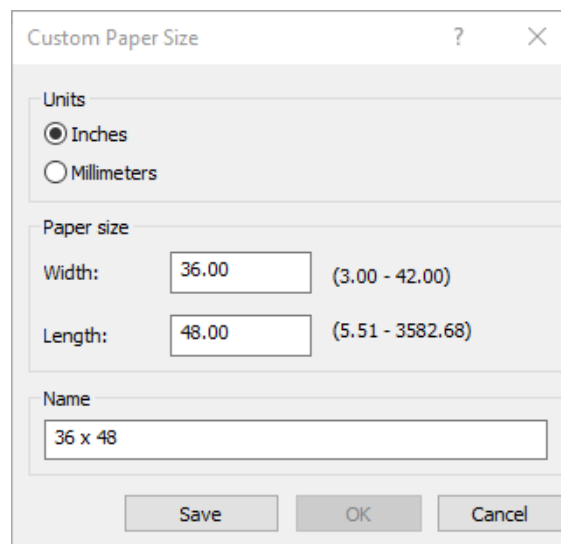 Custom Paper Size ?
Units
Inches
Millimeters
Paper size
Width: 36.00 (3.00 - 42.00)
Length: 48.00 (5.51 - 3582.68)
Name
36 x 48
Save OK Cancel